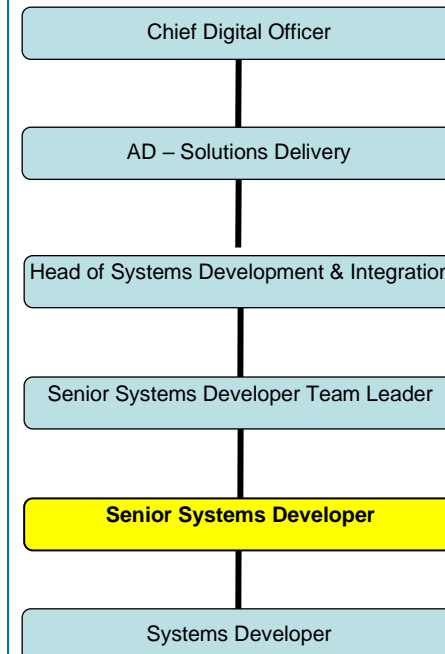 Chief Digital Officer
AD – Solutions Delivery
Head of Systems Development & Integration
Senior Systems Developer Team Leader
Senior Systems Developer
Systems Developer